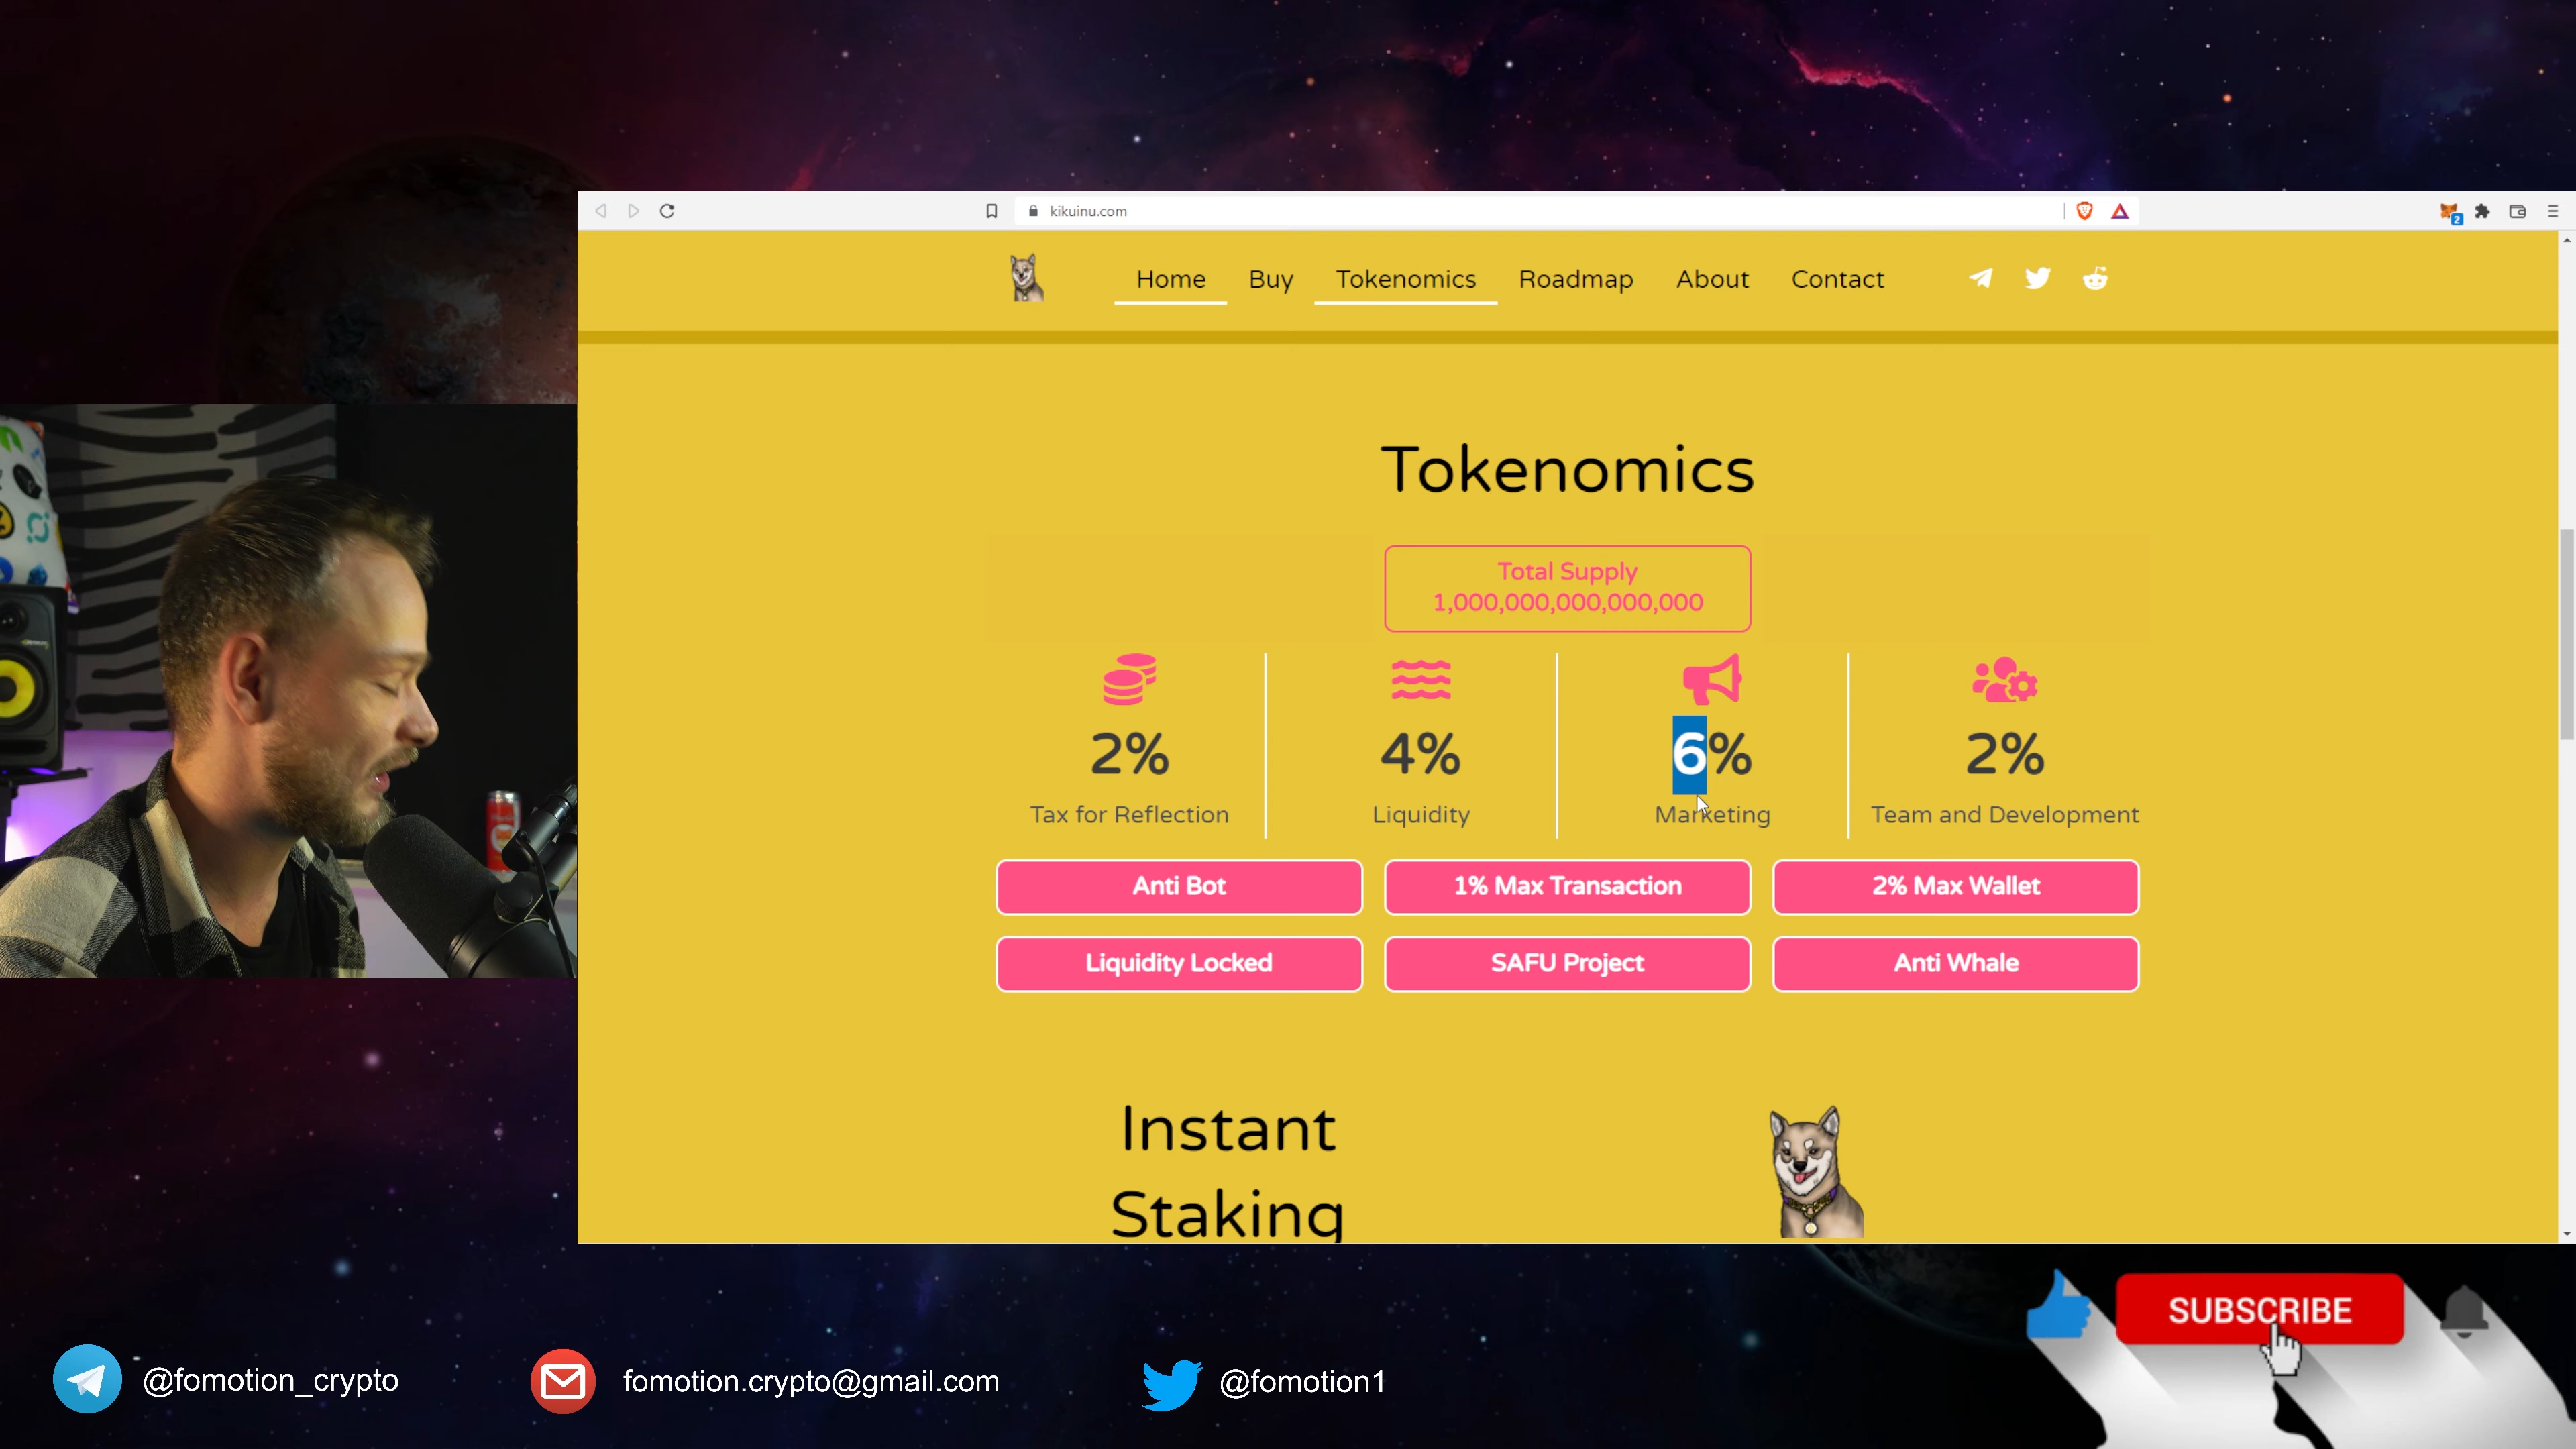 kikuinu.com
2
Home Buy Tokenomics Roadmap About Contact
Tokenomics
Total Supply
1,000,000,000,000,000
2% 4% 6% 2%
Tax for Reflection Liquidity Marketing Team and Development
Anti Bot 1% Max Transaction 2% Max Wallet
Liquidity Locked SAFU Project Anti Whale
Instant
Staking
SUBSCRIBE
@fomotion_crypto fomotion.crypto@gmail.com @fomotion1